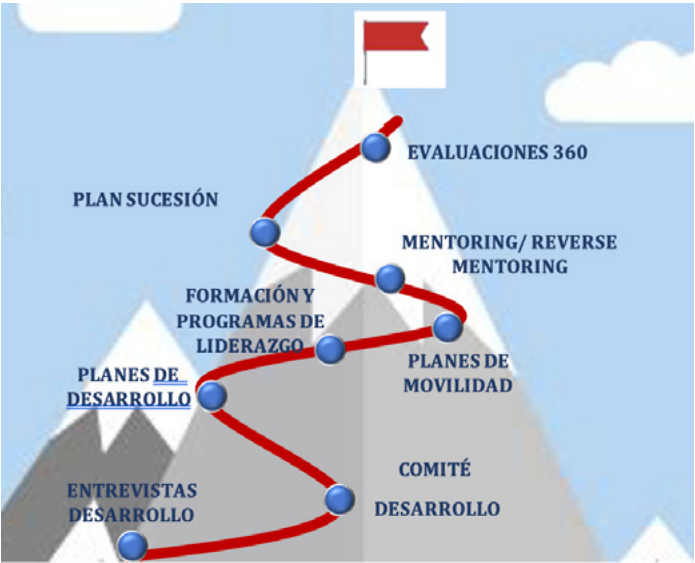 EVALUACIONES 360
PLAN SUCESIÓN
MENTORING/ REVERSE
MENTORING
FORMACIÓN Y
PROGRAMAS DE
LIDERAZGO
PLANES DE
MOVILIDAD
PLANES DE
DESARROLLO
COMITÉ
DESARROLLO
ENTREVISTAS
DESARROLLO